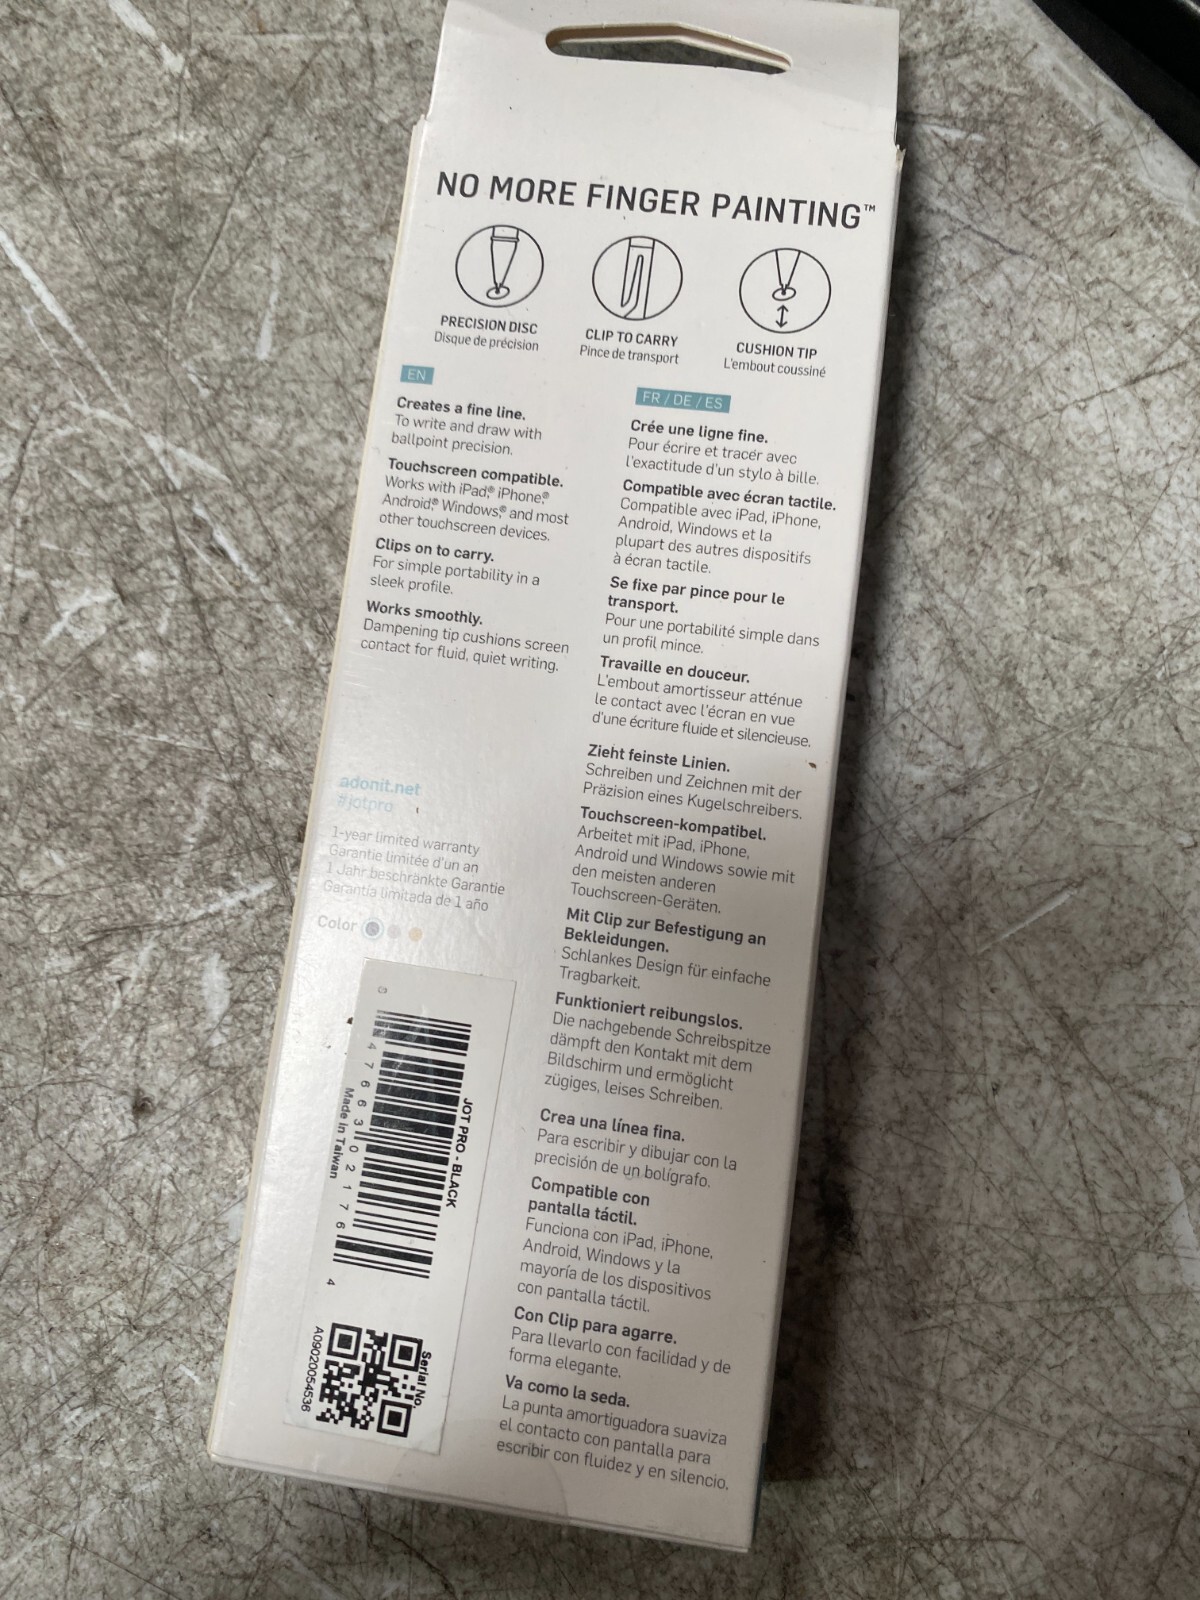 NO MORE FINGER PAINTING™
PRECISION DISC
Disque de précision
CLIP TO CARRY
Pince de transport
CUSHION TIP
L'embout coussiné
EN
Creates a fine line.
To write and draw with
ballpoint precision.
Touchscreen compatible.
Works with iPad,® iPhone,®
Android,® Windows,® and most
other touchscreen devices.
Clips on to carry.
For simple portability in a
sleek profile.
Works smoothly.
Dampening tip cushions screen
contact for fluid, quiet writing.
adonit.net
#jotpro
1-year limited warranty
Garantie limitée d'un an
1 Jahr beschränkte Garantie
Garantía limitada de 1 año
Color
FR / DE / ES
Crée une ligne fine.
Pour écrire et tracer avec
l'exactitude d'un stylo à bille.
Compatible avec écran tactile.
Compatible avec iPad, iPhone,
Android, Windows et la
plupart des autres dispositifs
à écran tactile.
Se fixe par pince pour le
transport.
Pour une portabilité simple dans
un profil mince.
Travaille en douceur.
L'embout amortisseur atténue
le contact avec l'écran en vue
d'une écriture fluide et silencieuse.
Zieht feinste Linien.
Schreiben und Zeichnen mit der
Präzision eines Kugelschreibers.
Touchscreen-kompatibel.
Arbeitet mit iPad, iPhone,
Android und Windows sowie mit
den meisten anderen
Touchscreen-Geräten.
Mit Clip zur Befestigung an
Bekleidungen.
Schlankes Design für einfache
Tragbarkeit.
Funktioniert reibungslos.
Die nachgebende Schreibspitze
dämpft den Kontakt mit dem
Bildschirm und ermöglicht
zügiges, leises Schreiben.
Crea una línea fina.
Para escribir y dibujar con la
precisión de un bolígrafo.
Compatible con
pantalla táctil.
Funciona con iPad, iPhone,
Android, Windows y la
mayoría de los dispositivos
con pantalla táctil.
Con Clip para agarre.
Para llevarlo con facilidad y de
forma elegante.
Va como la seda.
La punta amortiguadora suaviza
el contacto con pantalla para
escribir con fluidez y en silencio.
JOT PRO - BLACK
47663 02176 4
Made in Taiwan
Serial No.
A09020054536